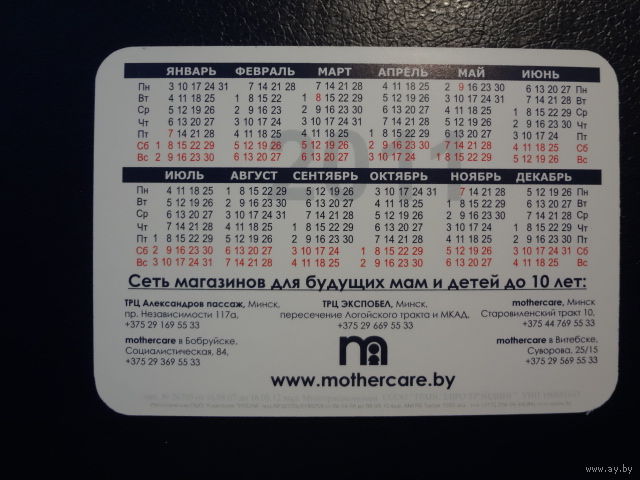 ЯНВАРЬ ФЕВРАЛЬ МАРТ АПРЕЛЬ МАЙ ИЮНЬ
Пн 3 10 17 24 31 7 14 21 28 7 14 21 28 4 11 18 25 2 9 16 23 30 6 13 20 27 Пн
Вт 4 11 18 25 1 8 15 22 1 8 15 22 29 5 12 19 26 3 10 17 24 31 7 14 21 28 Вт
Ср 5 12 19 26 2 9 16 23 2 9 16 23 30 6 13 20 27 4 11 18 25 1 8 15 22 29 Ср
Чт 6 13 20 27 3 10 17 24 3 10 17 24 31 7 14 21 28 5 12 19 26 2 9 16 23 30 Чт
Пт 7 14 21 28 4 11 18 25 4 11 18 25 1 8 15 22 29 6 13 20 27 3 10 17 24 Пт
Сб 1 8 15 22 29 5 12 19 26 5 12 19 26 2 9 16 23 30 7 14 21 28 4 11 18 25 Сб
Вс 2 9 16 23 30 6 13 20 27 6 13 20 27 3 10 17 24 1 8 15 22 29 5 12 19 26 Вс
2011
ИЮЛЬ АВГУСТ СЕНТЯБРЬ ОКТЯБРЬ НОЯБРЬ ДЕКАБРЬ
Пн 4 11 18 25 1 8 15 22 29 5 12 19 26 3 10 17 24 31 7 14 21 28 5 12 19 26 Пн
Вт 5 12 19 26 2 9 16 23 30 6 13 20 27 4 11 18 25 1 8 15 22 29 6 13 20 27 Вт
Ср 6 13 20 27 3 10 17 24 31 7 14 21 28 5 12 19 26 2 9 16 23 30 7 14 21 28 Ср
Чт 7 14 21 28 4 11 18 25 1 8 15 22 29 6 13 20 27 3 10 17 24 1 8 15 22 29 Чт
Пт 1 8 15 22 29 5 12 19 26 2 9 16 23 30 7 14 21 28 4 11 18 25 2 9 16 23 30 Пт
Сб 2 9 16 23 30 6 13 20 27 3 10 17 24 1 8 15 22 29 5 12 19 26 3 10 17 24 31 Сб
Вс 3 10 17 24 31 7 14 21 28 4 11 18 25 2 9 16 23 30 6 13 20 27 4 11 18 25 Вс
Сеть магазинов для будущих мам и детей до 10 лет:
ТРЦ Александров пассаж, Минск,
пр. Независимости 117а,
+375 29 169 55 33
ТРЦ ЭКСПОБЕЛ, Минск,
пересечение Логойского тракта и МКАД,
+375 29 669 55 33
mothercare, Минск
Старовиленский тракт 10,
+375 44 769 55 33
mothercare в Бобруйске,
Социалистическая, 84,
+375 29 369 55 33
mothercare в Витебске,
Суворова, 25/15
+375 29 569 55 33
m
www.mothercare.by
www.ay.by